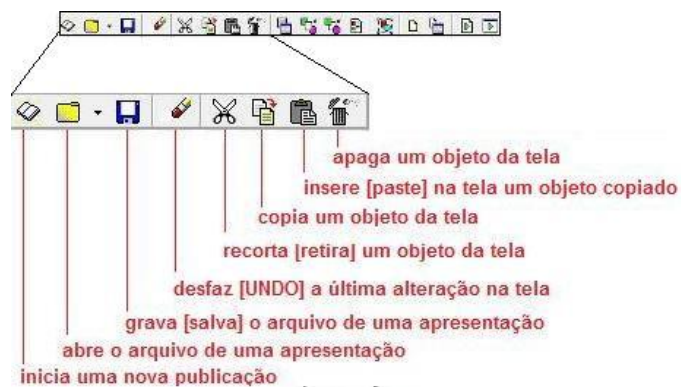 apaga um objeto da tela
insere [paste] na tela um objeto copiado
copia um objeto da tela
recorta [retira] um objeto da tela
desfaz [UNDO] a última alteração na tela
grava [salva] o arquivo de uma apresentação
abre o arquivo de uma apresentação
inicia uma nova publicação